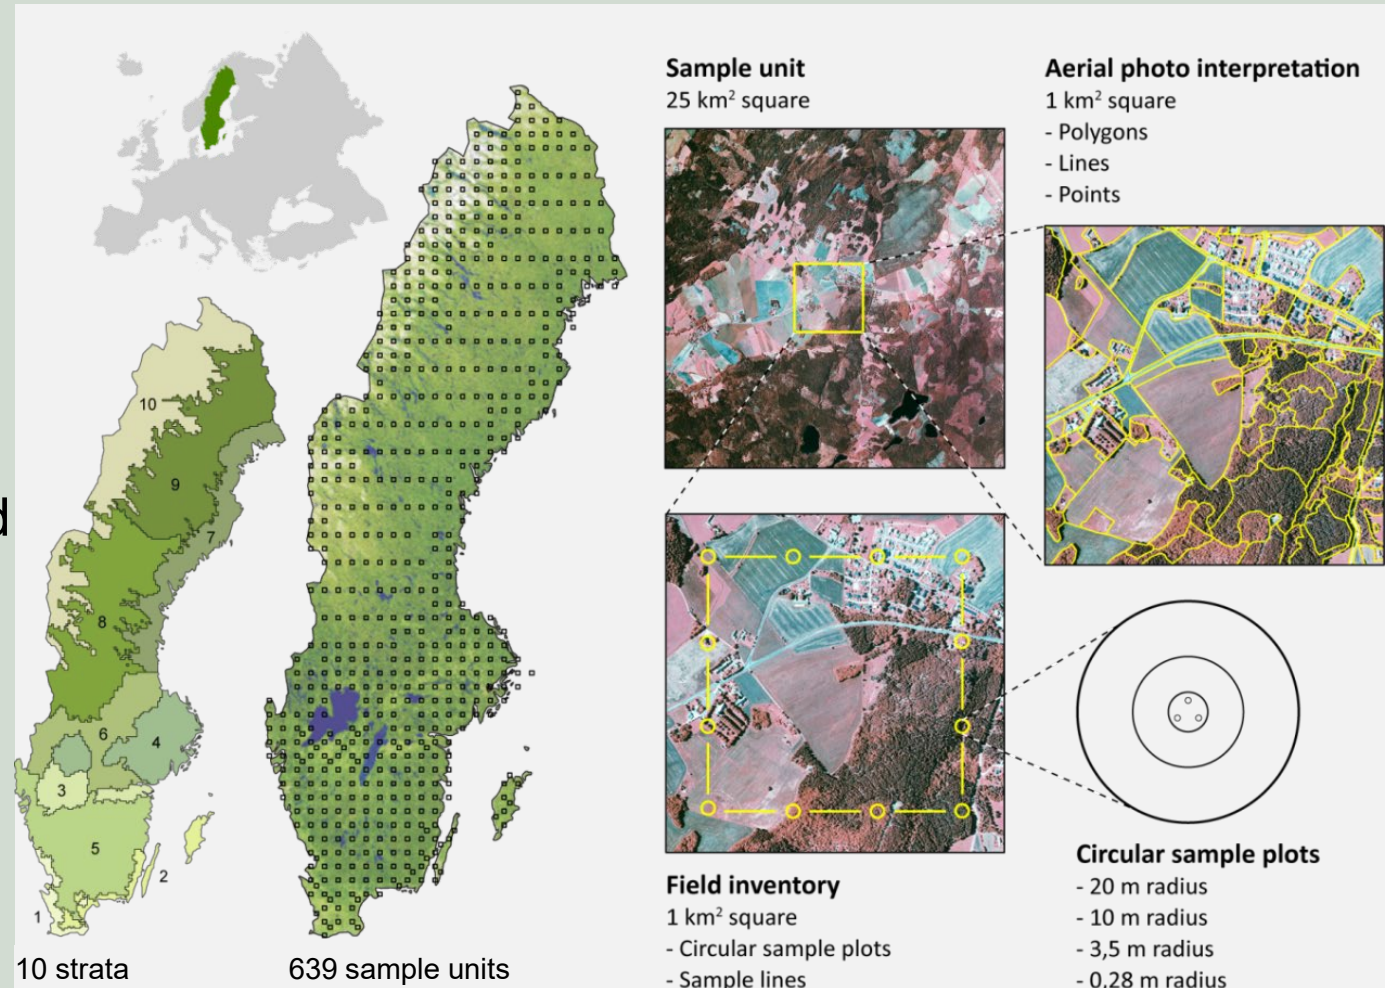 Sample unit
25 km² square
Aerial photo interpretation
1 km² square
- Polygons
- Lines
- Points
10
9
7
8
6
4
3
5
2
1
10 strata
639 sample units
Field inventory
1 km² square
- Circular sample plots
- Sample lines
Circular sample plots
- 20 m radius
- 10 m radius
- 3,5 m radius
- 0,28 m radius
d